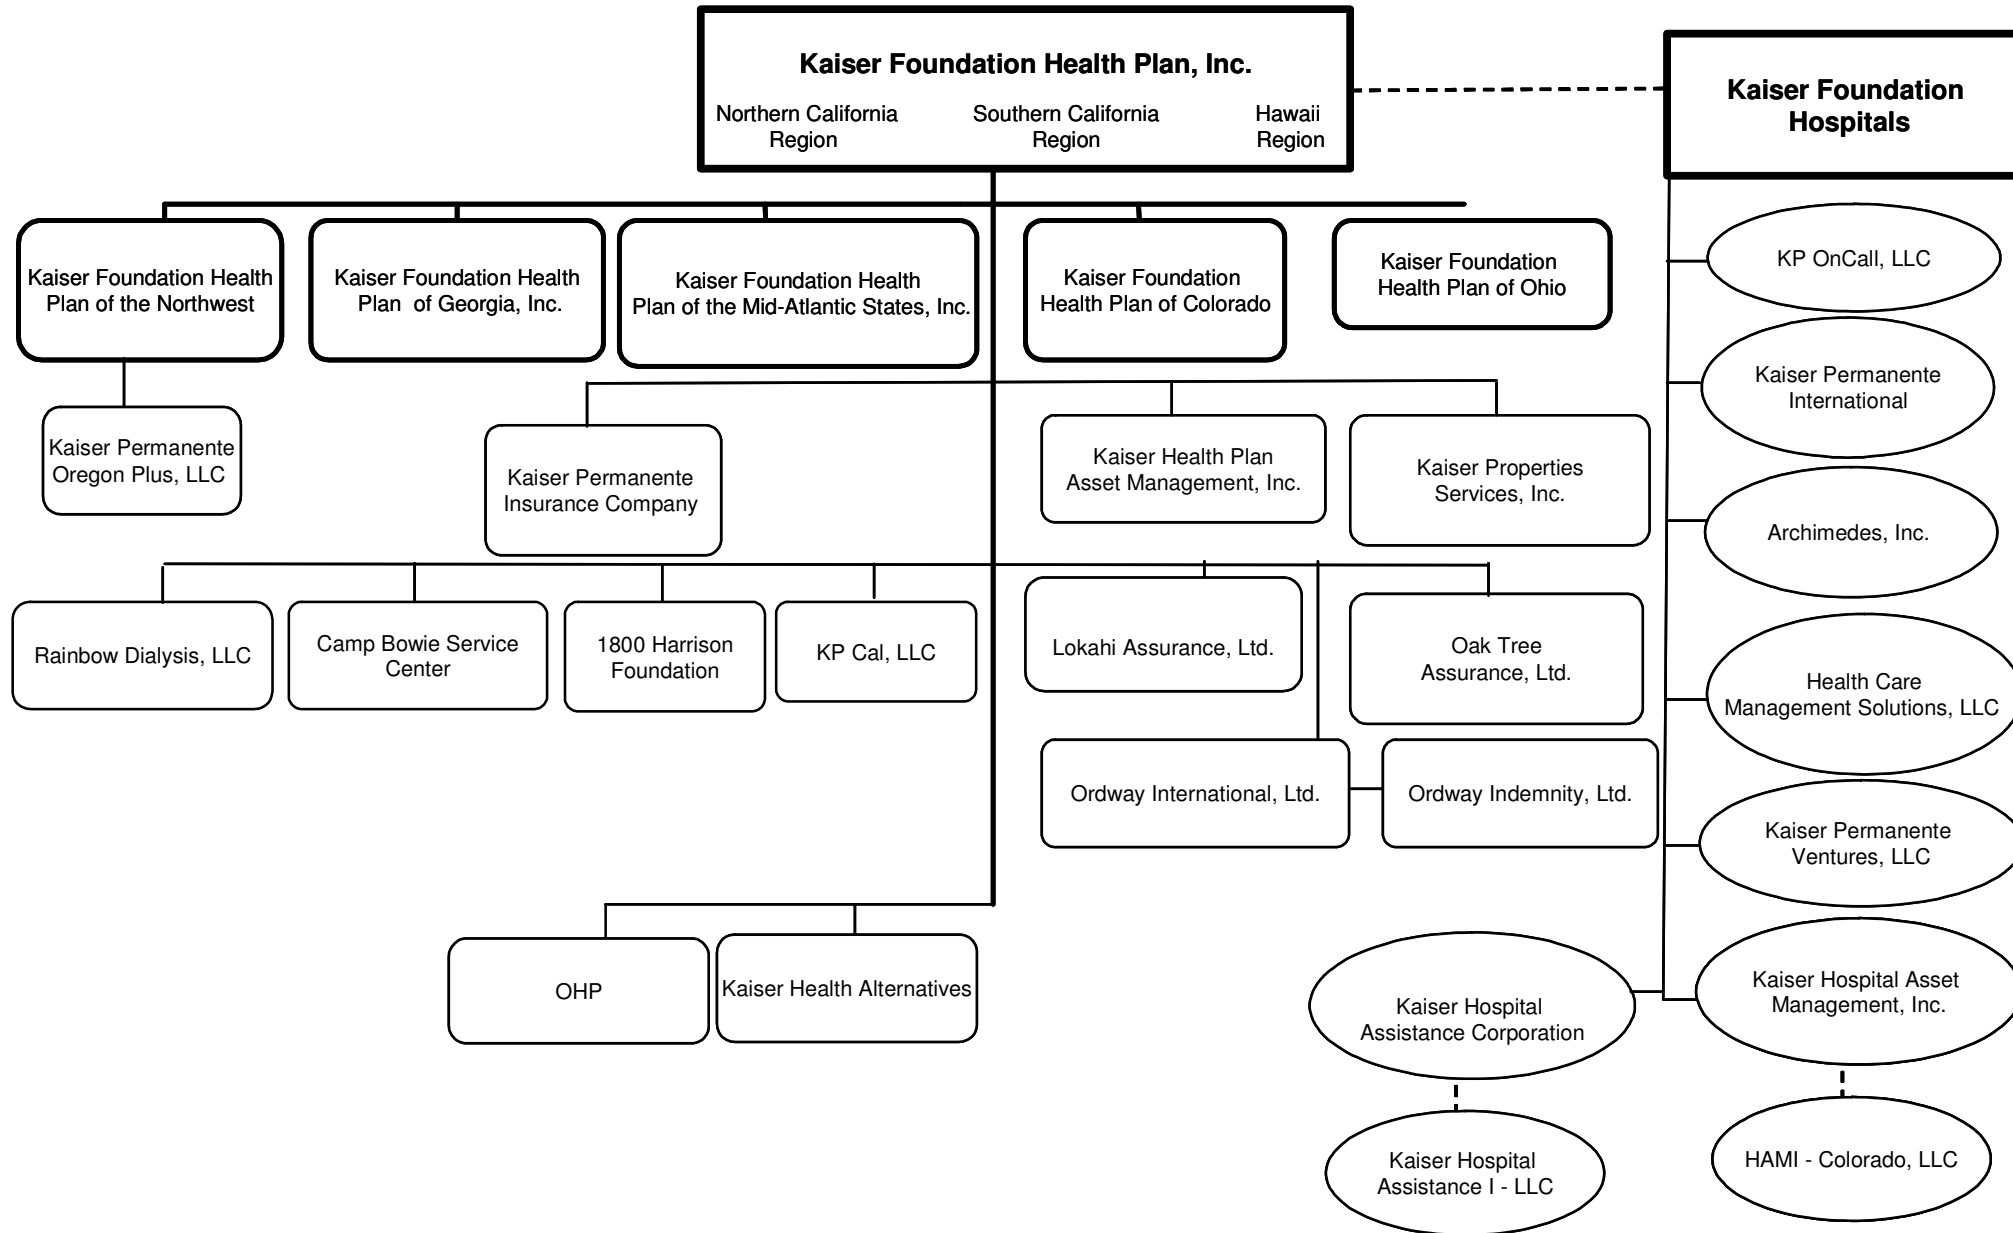 Kaiser Foundation Health Plan, Inc.
Northern California
Region
Southern California
Region
Hawaii
Region
Kaiser Foundation
Hospitals
Kaiser Foundation Health
Plan of the Northwest
Kaiser Foundation Health
Plan of Georgia, Inc.
Kaiser Foundation Health
Plan of the Mid-Atlantic States, Inc.
Kaiser Foundation
Health Plan of Colorado
Kaiser Foundation
Health Plan of Ohio
KP OnCall, LLC
Kaiser Permanente
International
Kaiser Permanente
Oregon Plus, LLC
Kaiser Permanente
Insurance Company
Kaiser Health Plan
Asset Management, Inc.
Kaiser Properties
Services, Inc.
Archimedes, Inc.
Rainbow Dialysis, LLC
Camp Bowie Service
Center
1800 Harrison
Foundation
KP Cal, LLC
Lokahi Assurance, Ltd.
Oak Tree
Assurance, Ltd.
Health Care
Management Solutions, LLC
Ordway International, Ltd.
Ordway Indemnity, Ltd.
Kaiser Permanente
Ventures, LLC
OHP
Kaiser Health Alternatives
Kaiser Hospital
Assistance Corporation
Kaiser Hospital Asset
Management, Inc.
Kaiser Hospital
Assistance I - LLC
HAMI - Colorado, LLC